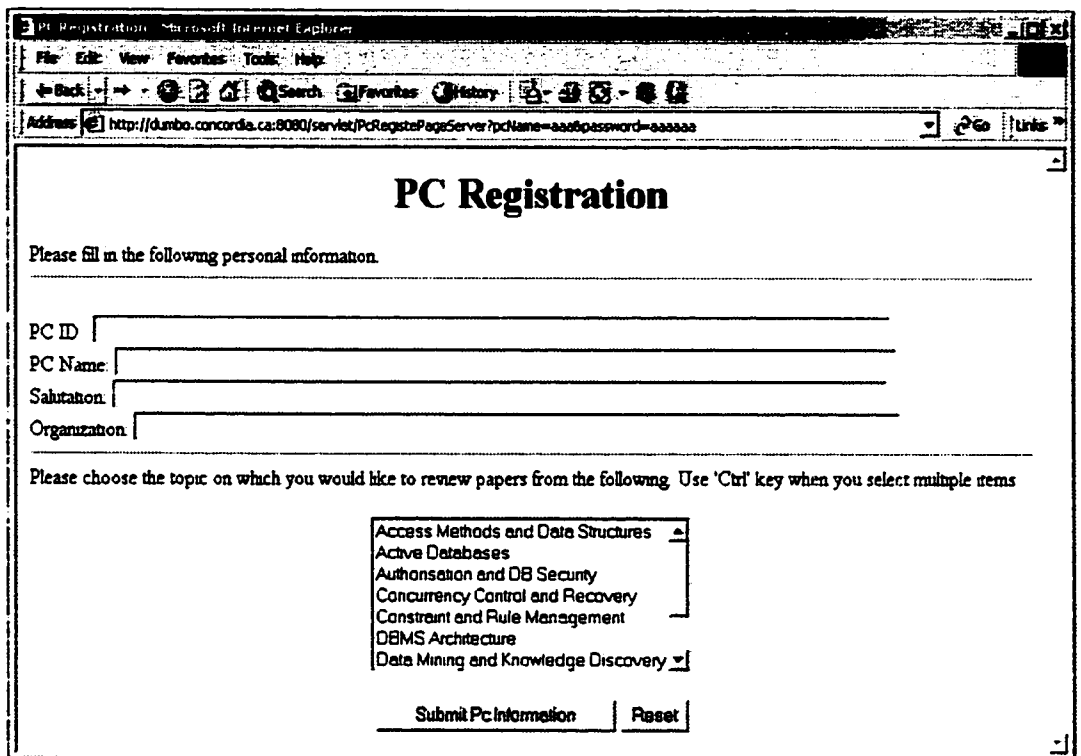 PC Registration - Microsoft Internet Explorer
File Edit View Favorites Tools Help
Back Search Favorites History
Address http://dumbo.concordia.ca:8080/servlet/PcRegistePageServer?pcName=aaa&password=aaaaaa Go Links »
PC Registration
Please fill in the following personal information.
PC ID
PC Name:
Salutation:
Organization:
Please choose the topic on which you would like to review papers from the following. Use 'Ctrl' key when you select multiple items
Access Methods and Data Structures
Active Databases
Authorisation and DB Security
Concurrency Control and Recovery
Constraint and Rule Management
DBMS Architecture
Data Mining and Knowledge Discovery
Submit Pc Information Reset